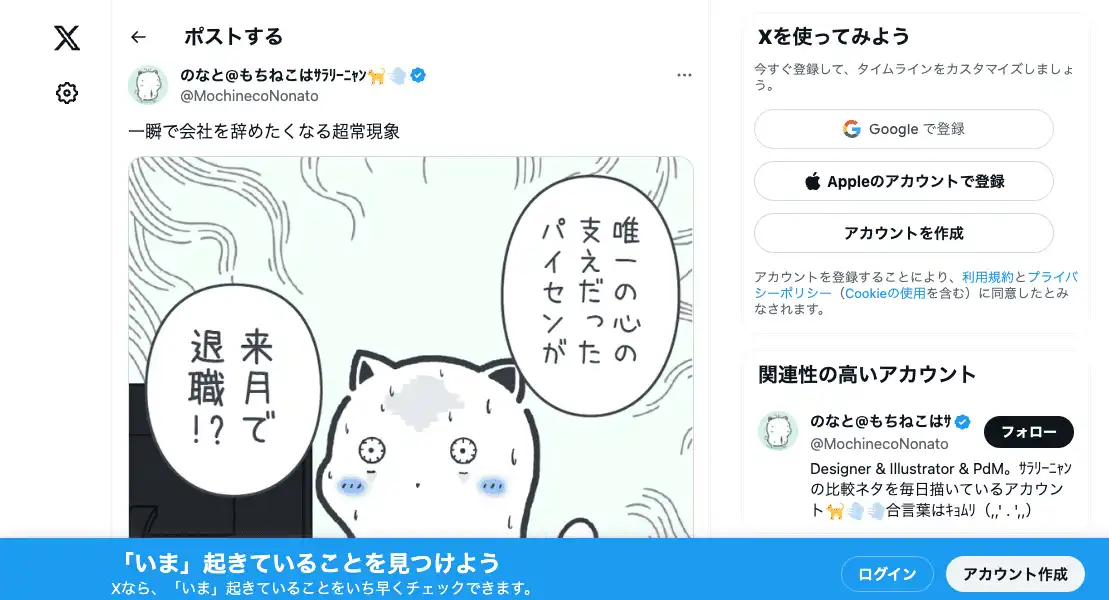 ポストする
のなと@もちねこはｻﾗﾘｰﾆｬﾝ🐈💨
@MochinecoNonato
一瞬で会社を辞めたくなる超常現象
唯一の心の
支えだった
パイセンが
来月で
退職!?
Xを使ってみよう
今すぐ登録して、タイムラインをカスタマイズしましょ
う。
Google で登録
Appleのアカウントで登録
アカウントを作成
アカウントを登録することにより、利用規約とプライバ
シーポリシー（Cookieの使用を含む）に同意したとみ
なされます。
関連性の高いアカウント
のなと@もちねこはｻ
@MochinecoNonato
フォロー
Designer & Illustrator & PdM。ｻﾗﾘｰﾆｬﾝ
の比較ネタを毎日描いているアカウン
ト🐈💨💨合言葉はｷｮﾑﾘ（,,' . ',,）
「いま」起きていることを見つけよう
Xなら、「いま」起きていることをいち早くチェックできます。
ログイン
アカウント作成